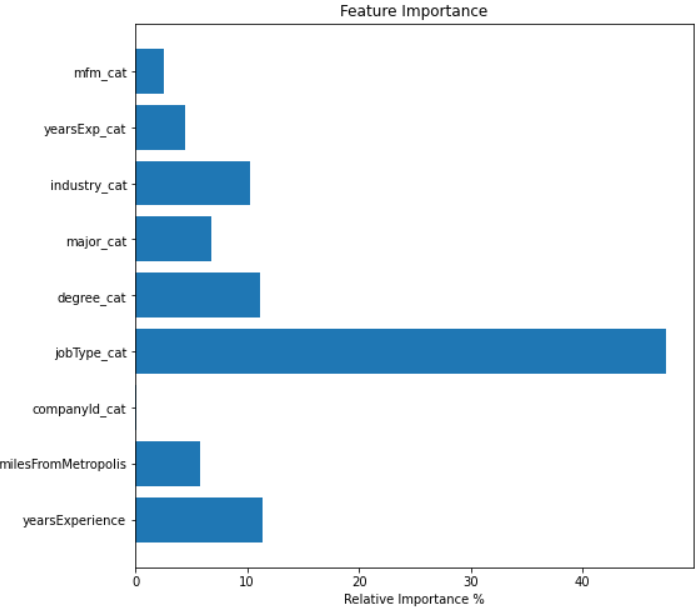 Feature Importance
mfm_cat
yearsExp_cat
industry_cat
major_cat
degree_cat
jobType_cat
companyId_cat
milesFromMetropolis
yearsExperience
0 10 20 30 40
Relative Importance %